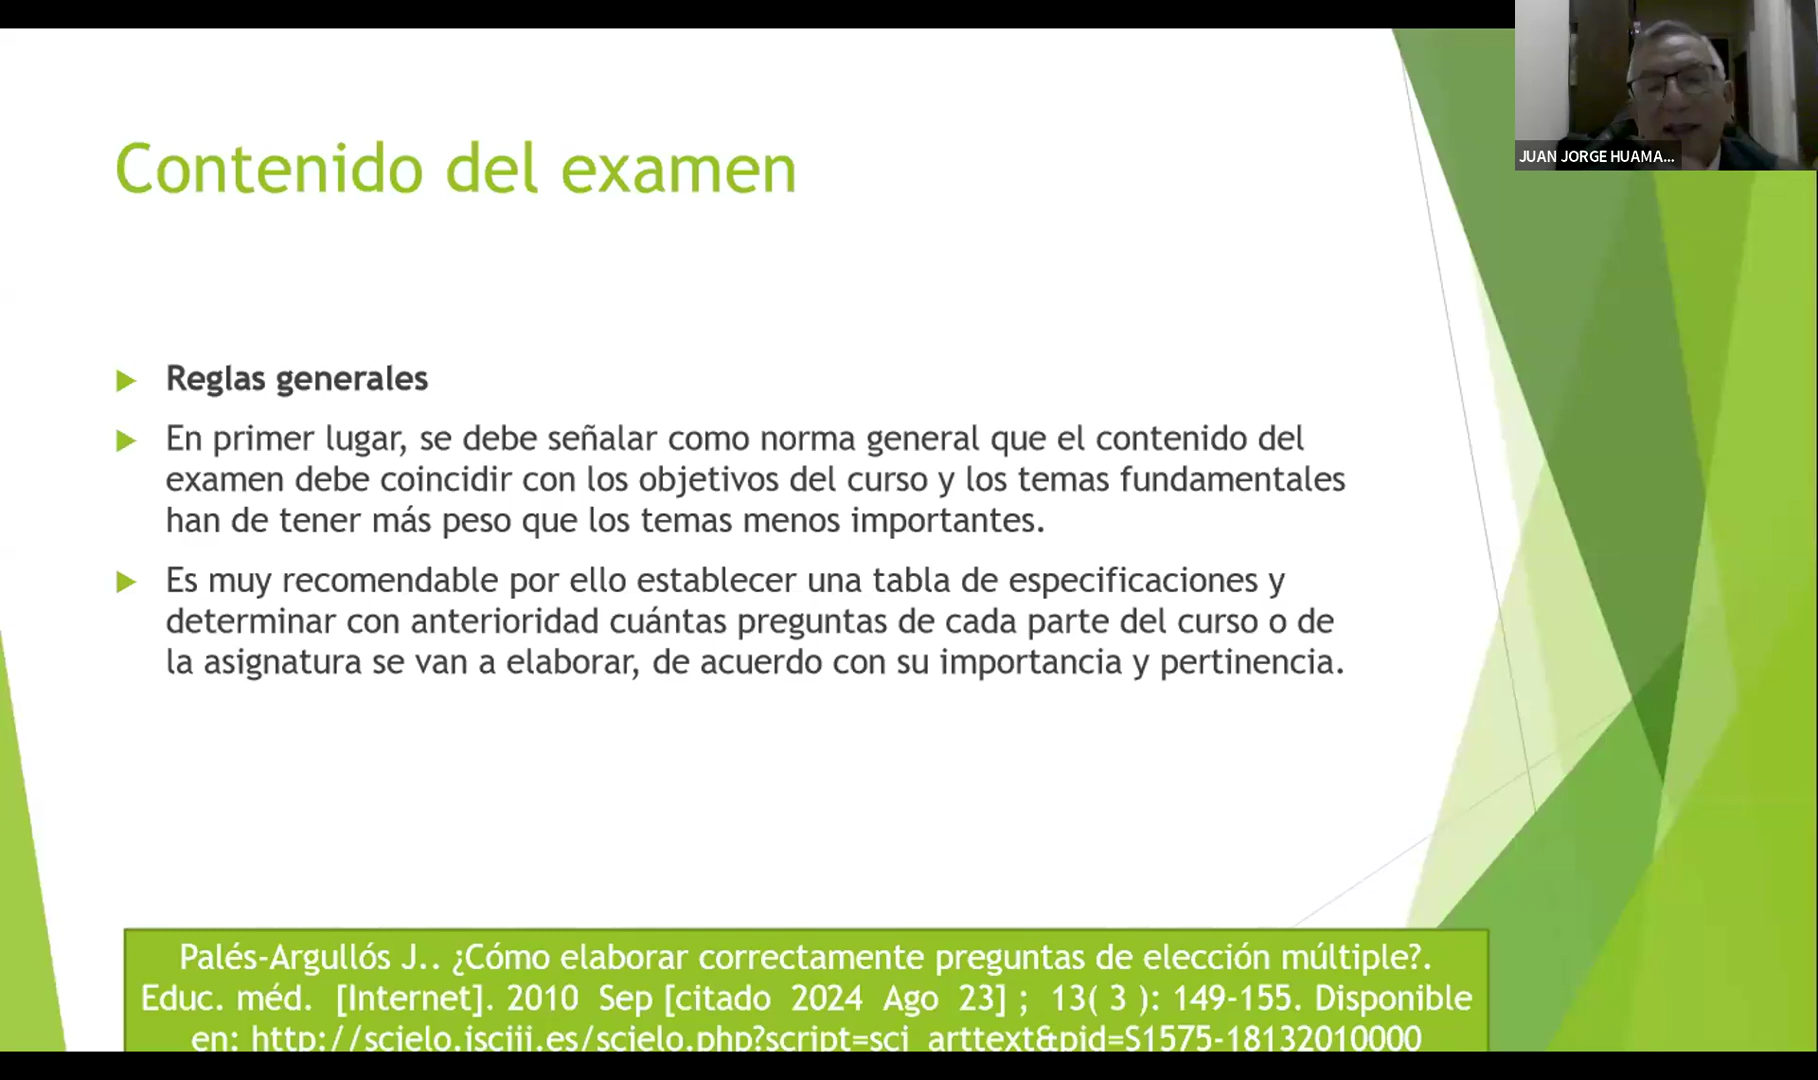 JUAN JORGE HUAMA...
Contenido del examen
Reglas generales
En primer lugar, se debe señalar como norma general que el contenido del
examen debe coincidir con los objetivos del curso y los temas fundamentales
han de tener más peso que los temas menos importantes.
Es muy recomendable por ello establecer una tabla de especificaciones y
determinar con anterioridad cuántas preguntas de cada parte del curso o de
la asignatura se van a elaborar, de acuerdo con su importancia y pertinencia.
Palés-Argullós J.. ¿Cómo elaborar correctamente preguntas de elección múltiple?.
Educ. méd. [Internet]. 2010 Sep [citado 2024 Ago 23] ; 13( 3 ): 149-155. Disponible
en: http://scielo.isciii.es/scielo.php?script=sci_arttext&pid=S1575-18132010000